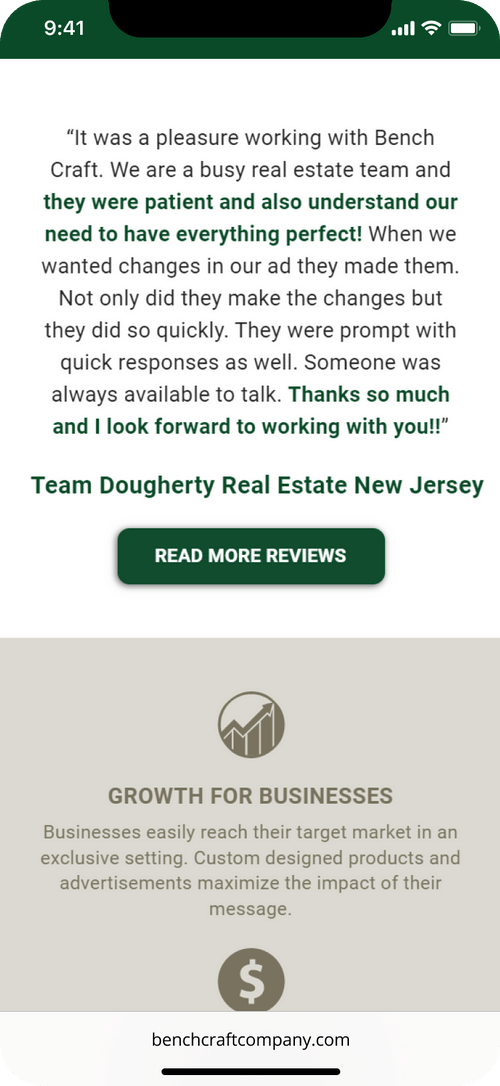 9:41
“It was a pleasure working with Bench
Craft. We are a busy real estate team and
they were patient and also understand our
need to have everything perfect! When we
wanted changes in our ad they made them.
Not only did they make the changes but
they did so quickly. They were prompt with
quick responses as well. Someone was
always available to talk. Thanks so much
and I look forward to working with you!!”
Team Dougherty Real Estate New Jersey
READ MORE REVIEWS
GROWTH FOR BUSINESSES
Businesses easily reach their target market in an
exclusive setting. Custom designed products and
advertisements maximize the impact of their
message.
$
benchcraftcompany.com